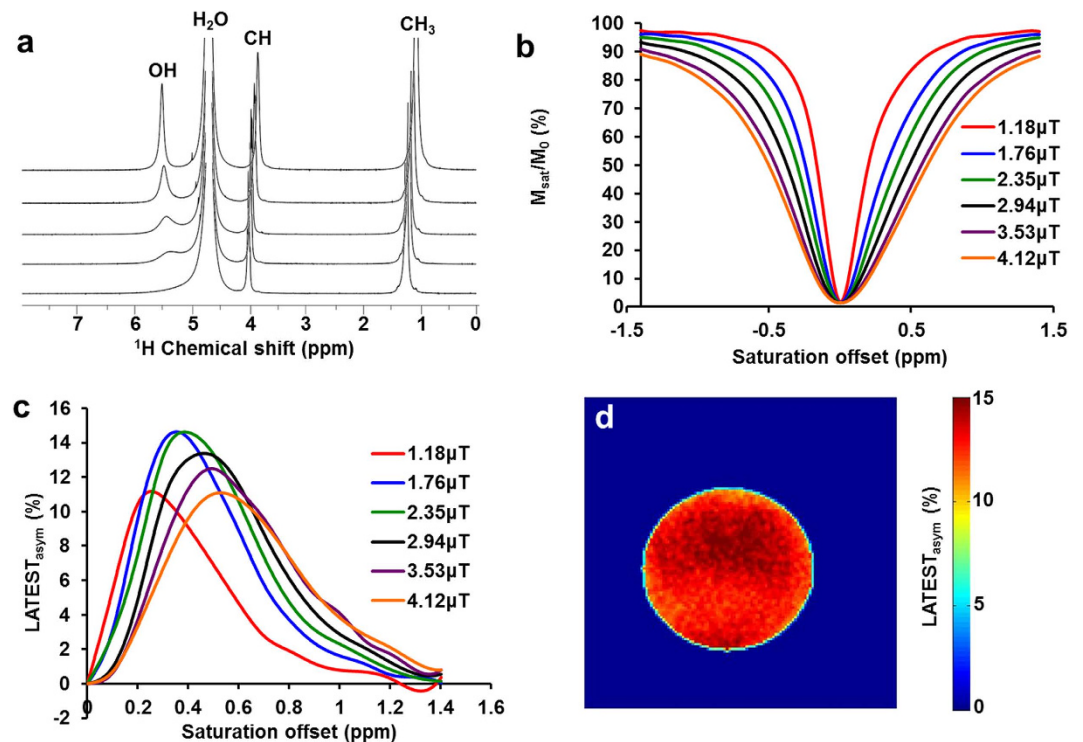 a
H₂O
CH
CH₃
OH
7 6 5 4 3 2 1 0
¹H Chemical shift (ppm)
b
100
90
80
70
60
50
40
30
20
10
0
Msat/M₀ (%)
1.18µT
1.76µT
2.35µT
2.94µT
3.53µT
4.12µT
-1.4 -0.5 0.5 1.4
Saturation offset (ppm)
c
16
14
12
10
8
6
4
2
0
-2
LATESTasym (%)
1.18µT
1.76µT
2.35µT
2.94µT
3.53µT
4.12µT
0.0 0.2 0.4 0.6 0.8 1.0 1.2 1.4 1.6
Saturation offset (ppm)
d
15
10
5
0
LATESTasym (%)